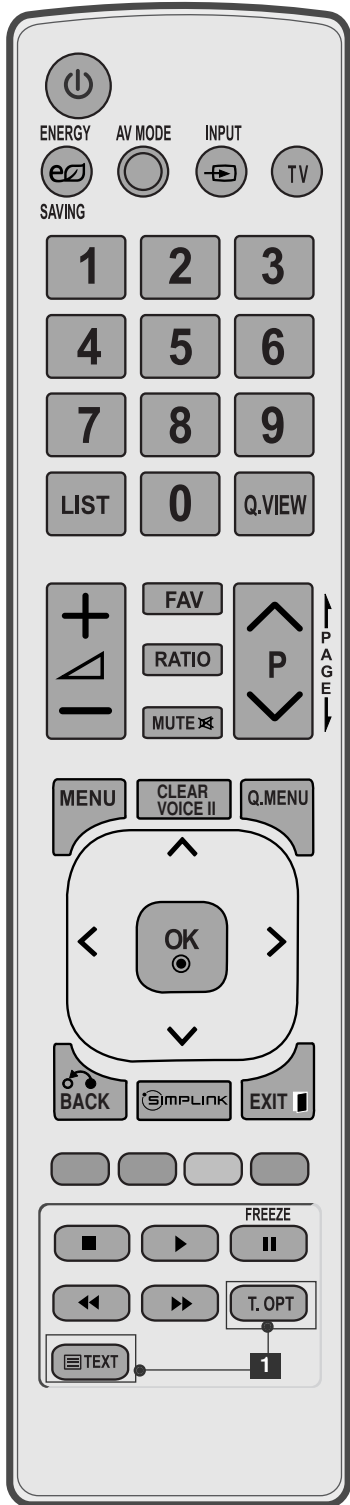 ENERGY AV MODE INPUT
TV
SAVING
1 2 3
4 5 6
7 8 9
LIST 0 Q.VIEW
FAV
RATIO
P
PAGE
MUTE
MENU CLEAR VOICE II Q.MENU
OK
BACK SIMPLINK EXIT
FREEZE
T. OPT
TEXT 1